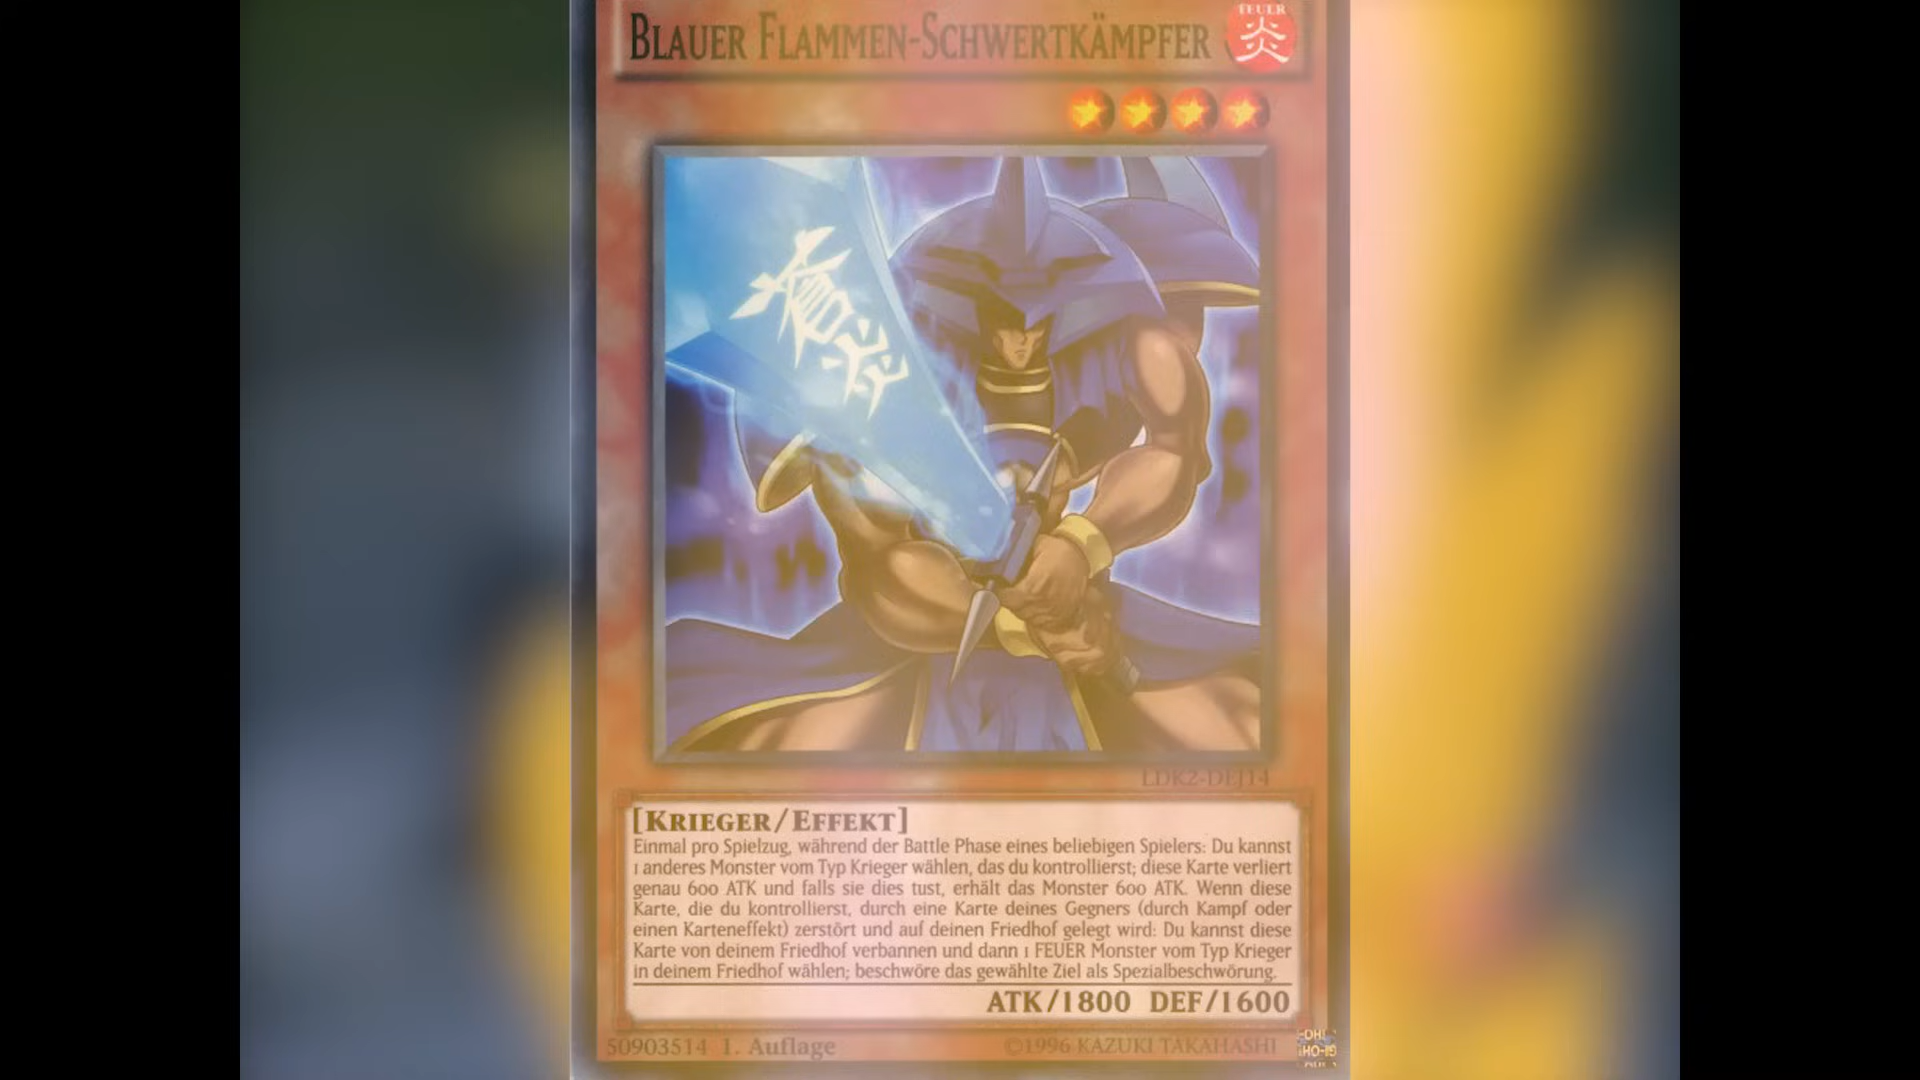 BLAUER FLAMMEN-SCHWERTKÄMPFER
FEUER
炎
蒼炎
LDK2-DEJ14
[KRIEGER/EFFEKT]
Einmal pro Spielzug, während der Battle Phase eines beliebigen Spielers: Du kannst
1 anderes Monster vom Typ Krieger wählen, das du kontrollierst; diese Karte verliert
genau 600 ATK und falls sie dies tust, erhält das Monster 600 ATK. Wenn diese
Karte, die du kontrollierst, durch eine Karte deines Gegners (durch Kampf oder
einen Karteneffekt) zerstört und auf deinen Friedhof gelegt wird: Du kannst diese
Karte von deinem Friedhof verbannen und dann 1 FEUER Monster vom Typ Krieger
in deinem Friedhof wählen; beschwöre das gewählte Ziel als Spezialbeschwörung.
ATK/1800 DEF/1600
50903514 1. Auflage
©1996 KAZUKI TAKAHASHI